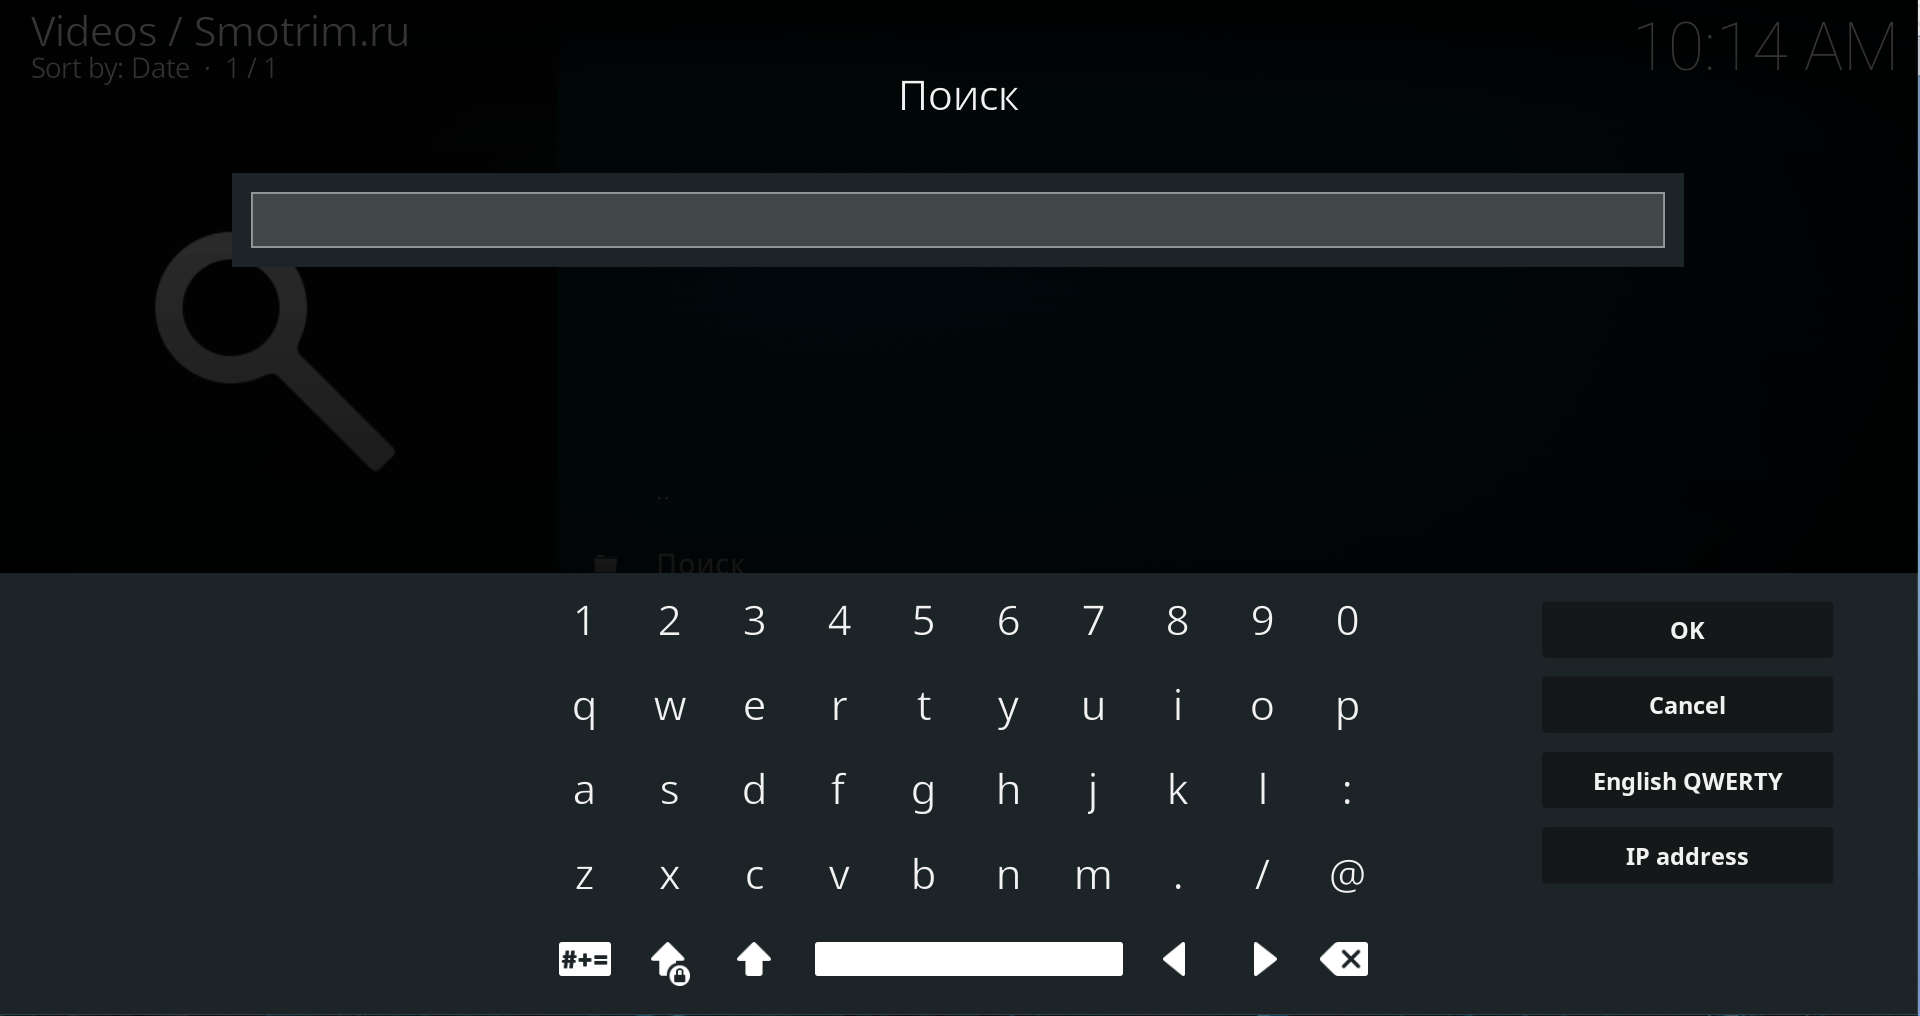 Videos / Smotrim.ru
Sort by: Date · 1 / 1
10:14 AM
Поиск
..
Поиск
1 2 3 4 5 6 7 8 9 0
OK
q w e r t y u i o p
Cancel
a s d f g h j k l :
English QWERTY
z x c v b n m . / @
IP address
#+=